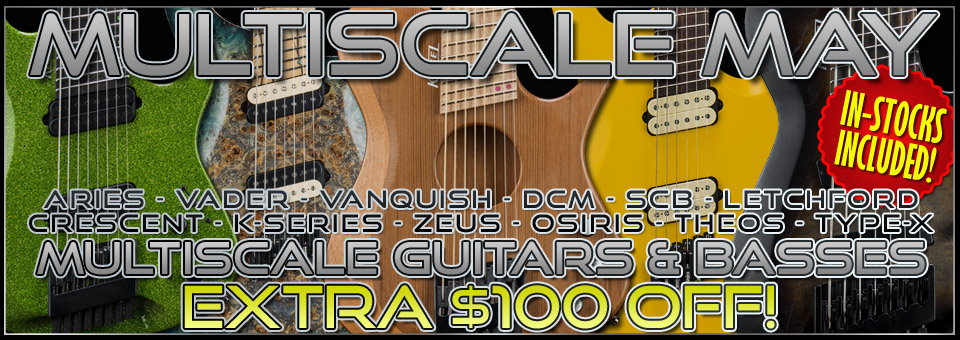 MULTISCALE MAY
IN-STOCKS
INCLUDED!
ARIES - VADER - VANQUISH - DCM - SCB - LETCHFORD
CRESCENT - K-SERIES - ZEUS - OSIRIS - THEOS - TYPE-X
MULTISCALE GUITARS & BASSES
EXTRA $100 OFF!